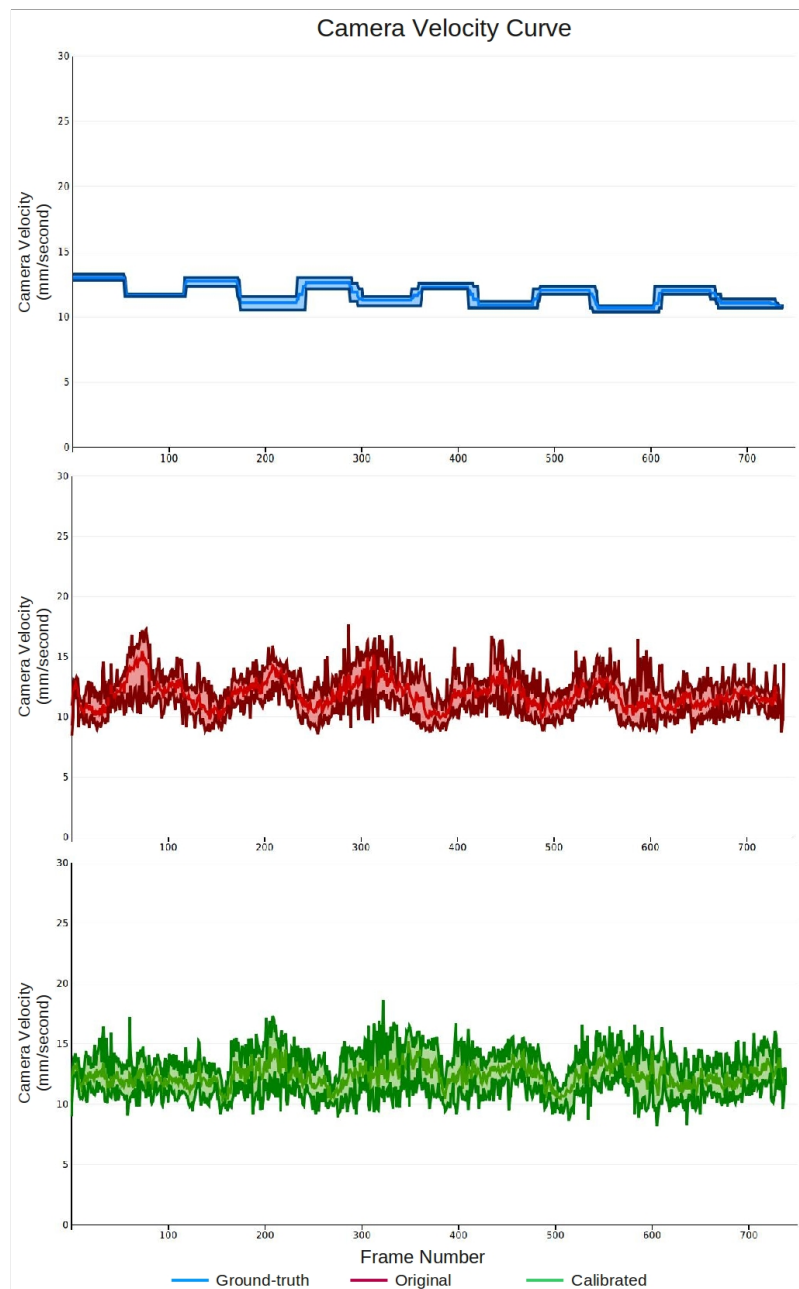 Camera Velocity Curve
30
25
20
15
10
5
0
Camera Velocity
(mm/second)
100 200 300 400 500 600 700
30
25
20
15
10
5
0
Camera Velocity
(mm/second)
100 200 300 400 500 600 700
30
25
20
15
10
5
0
Camera Velocity
(mm/second)
100 200 300 400 500 600 700
Frame Number
Ground-truth Original Calibrated